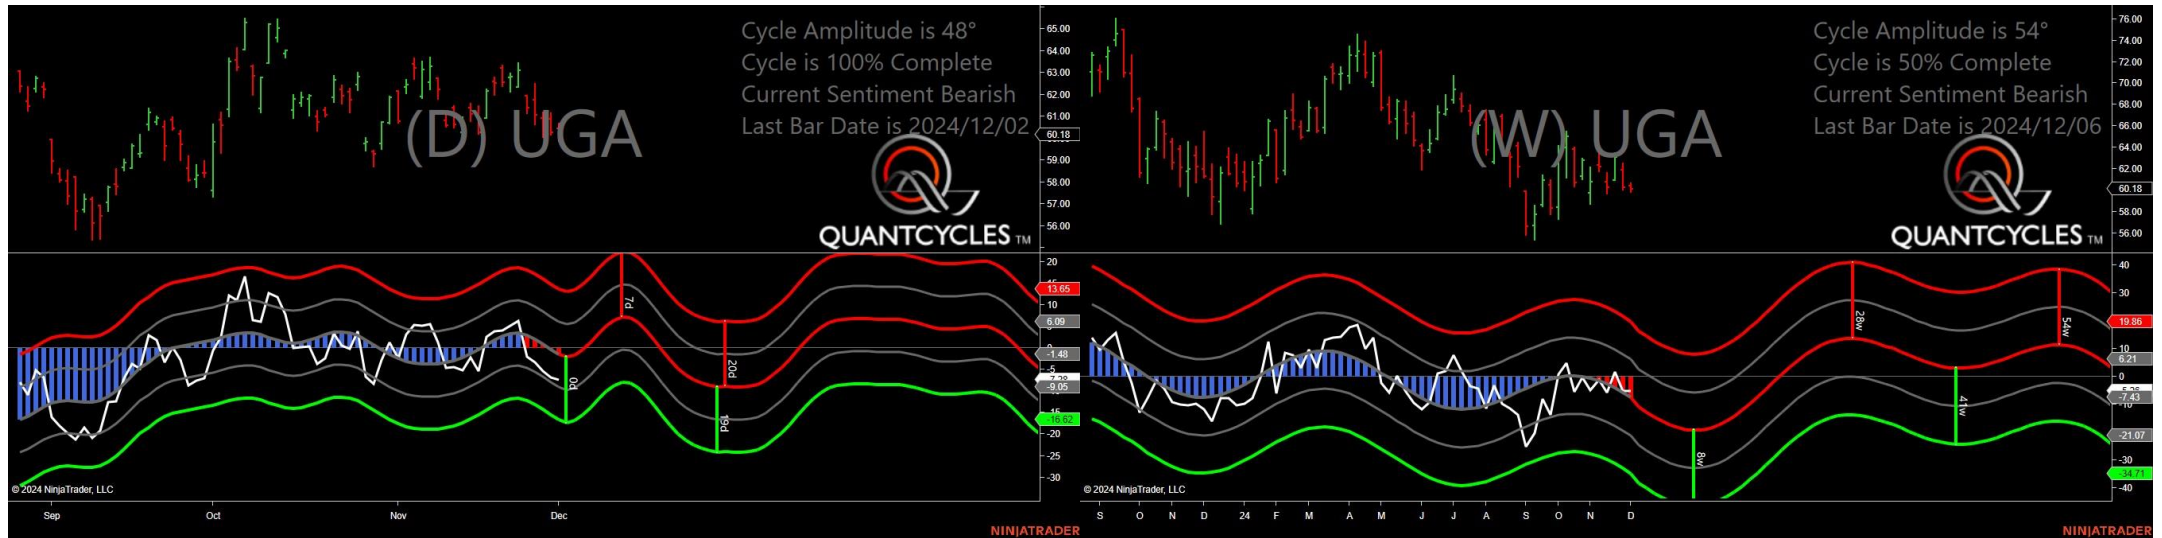 Cycle Amplitude is 48°
Cycle is 100% Complete
Current Sentiment Bearish
Last Bar Date is 2024/12/02
(D) UGA
QUANTCYCLES TM
65.00
64.00
63.00
62.00
61.00
60.18
59.00
58.00
57.00
56.00
20
13.65
10
6.09
-1.48
-5
-9.05
-16.62
-20
-25
-30
7d
0d
20d
19d
© 2024 NinjaTrader, LLC
Sep Oct Nov Dec
NINJATRADER
Cycle Amplitude is 54°
Cycle is 50% Complete
Current Sentiment Bearish
Last Bar Date is 2024/12/06
(W) UGA
QUANTCYCLES TM
76.00
74.00
72.00
70.00
68.00
66.00
64.00
62.00
60.18
58.00
56.00
40
30
19.86
10
6.21
0
-7.43
-21.07
-30
-34.71
-40
28w
54w
41w
8w
© 2024 NinjaTrader, LLC
S O N D 24 F M A M J J A S O N D
NINJATRADER